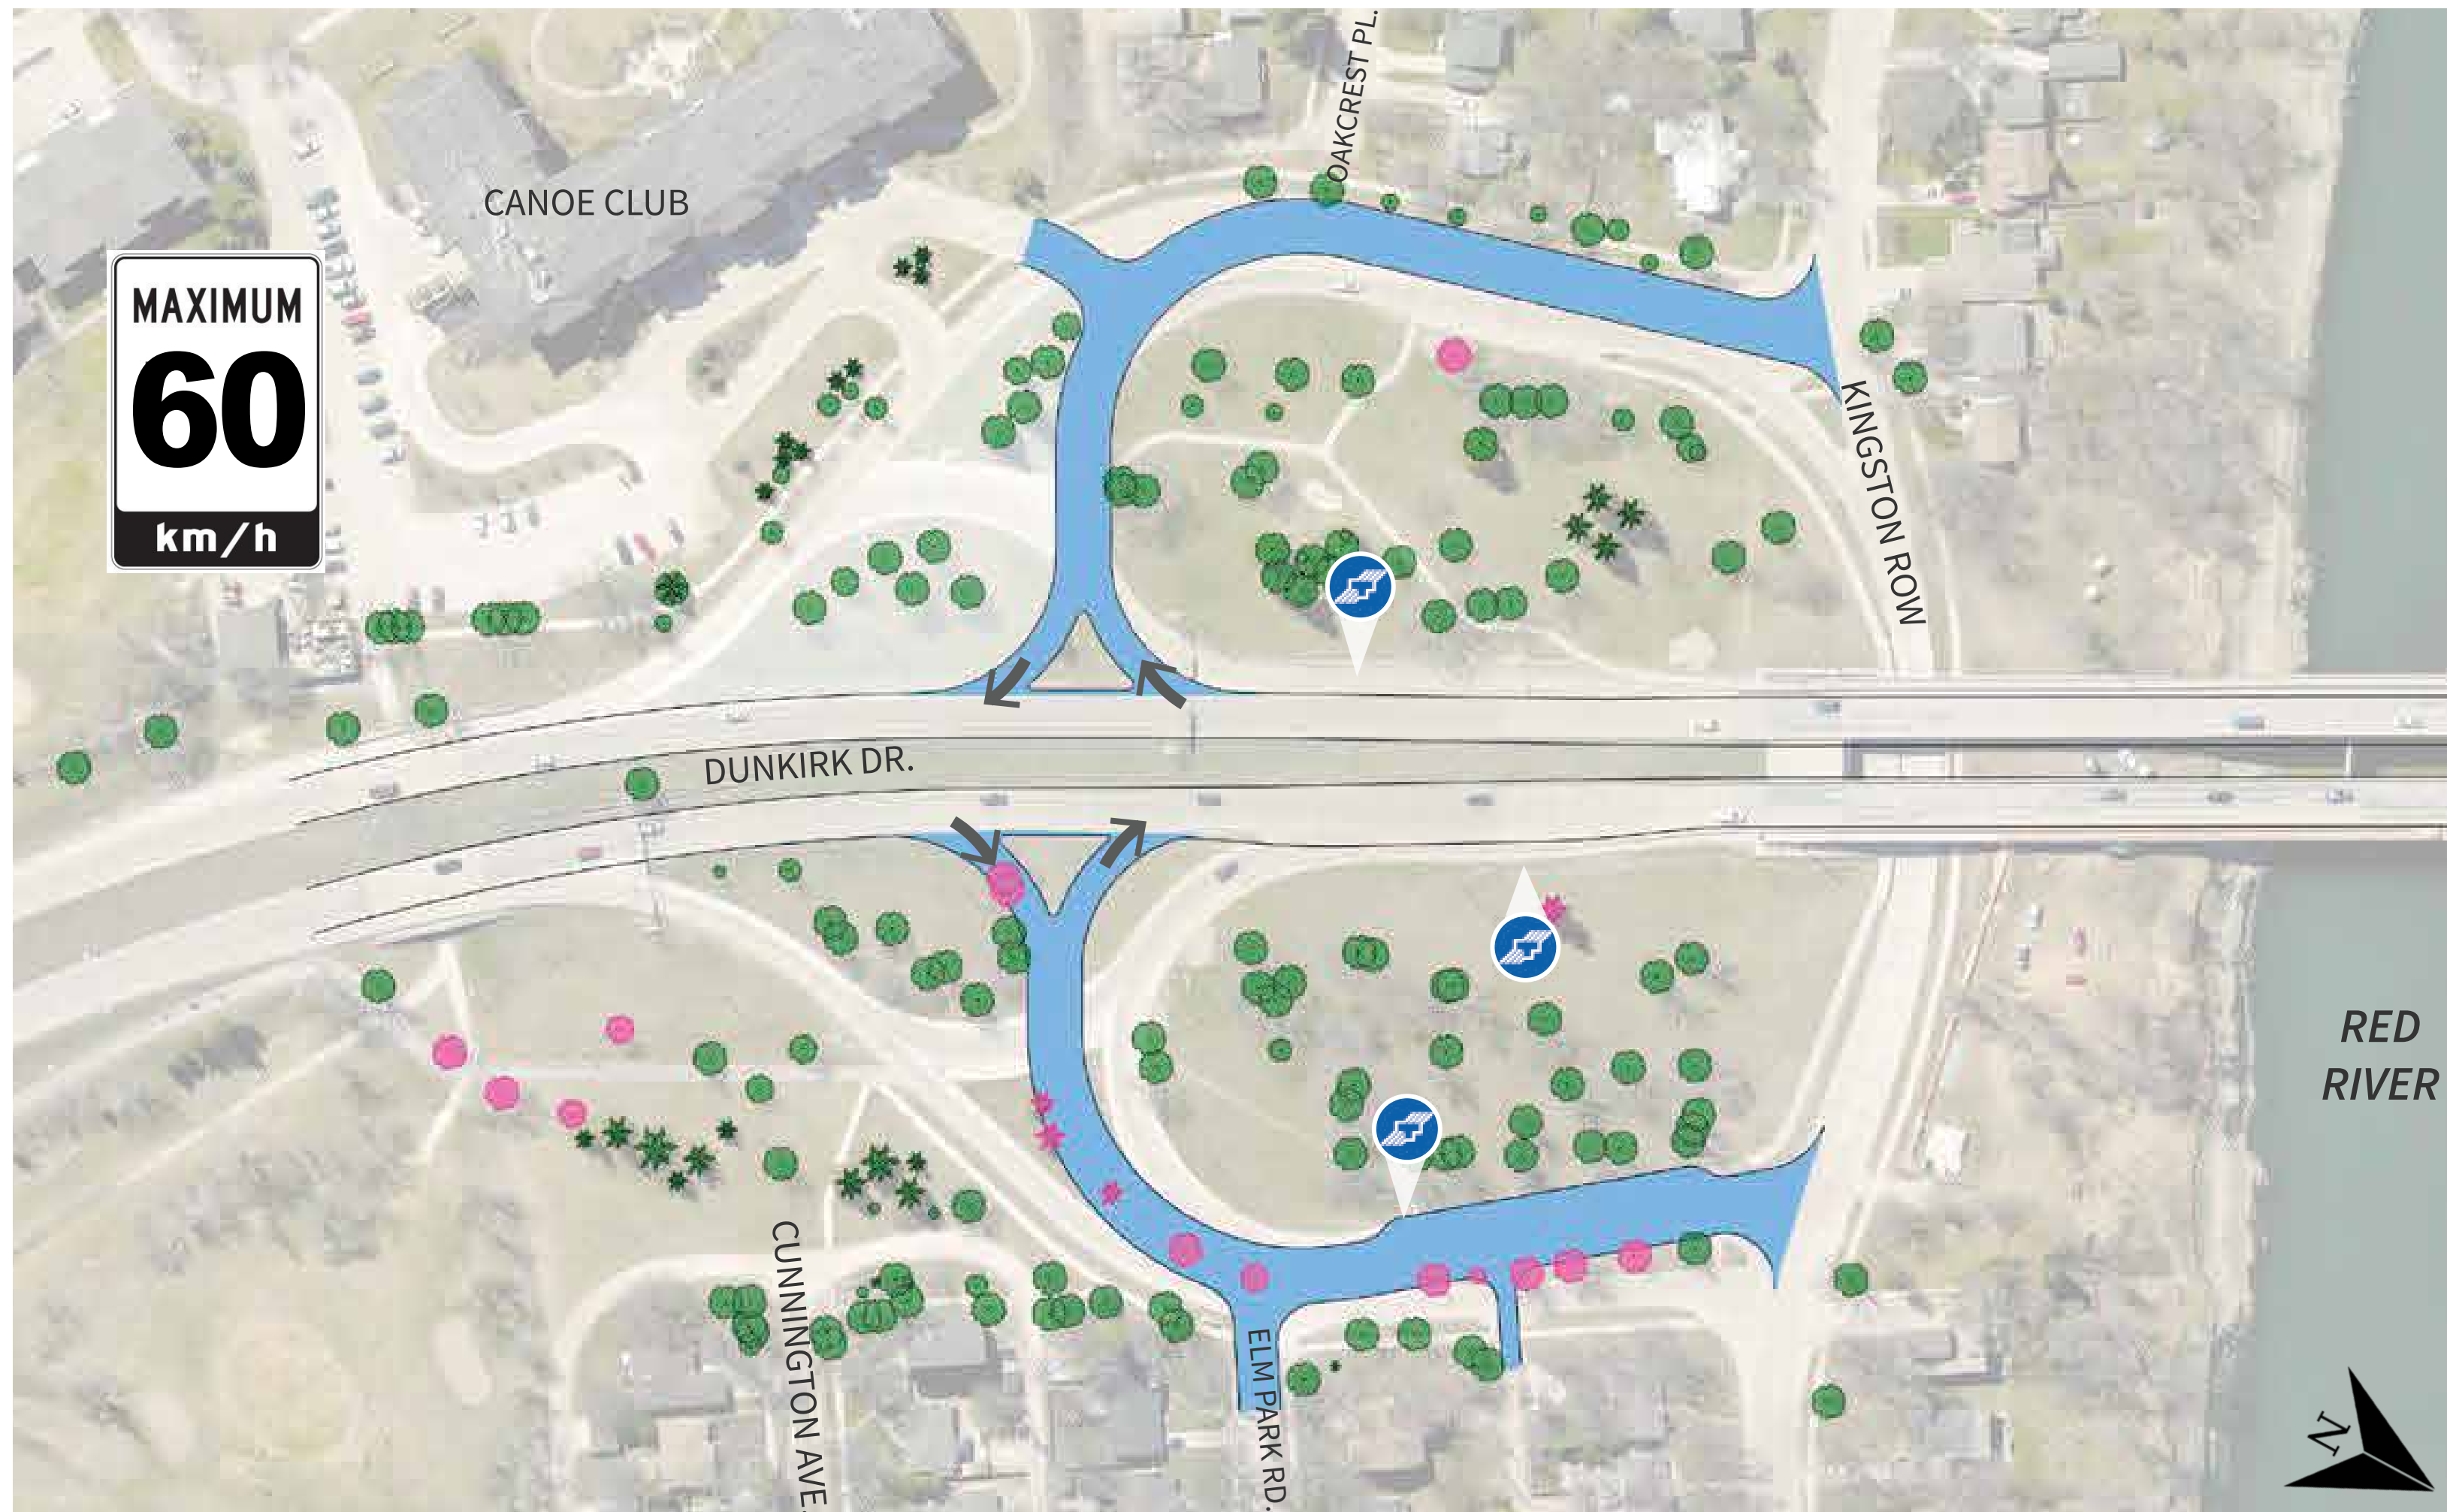 OAKCREST PL.
CANOE CLUB
MAXIMUM
60
km/h
KINGSTON ROW
DUNKIRK DR.
RED
RIVER
CUNNINGTON AVE.
ELM PARK RD.
N